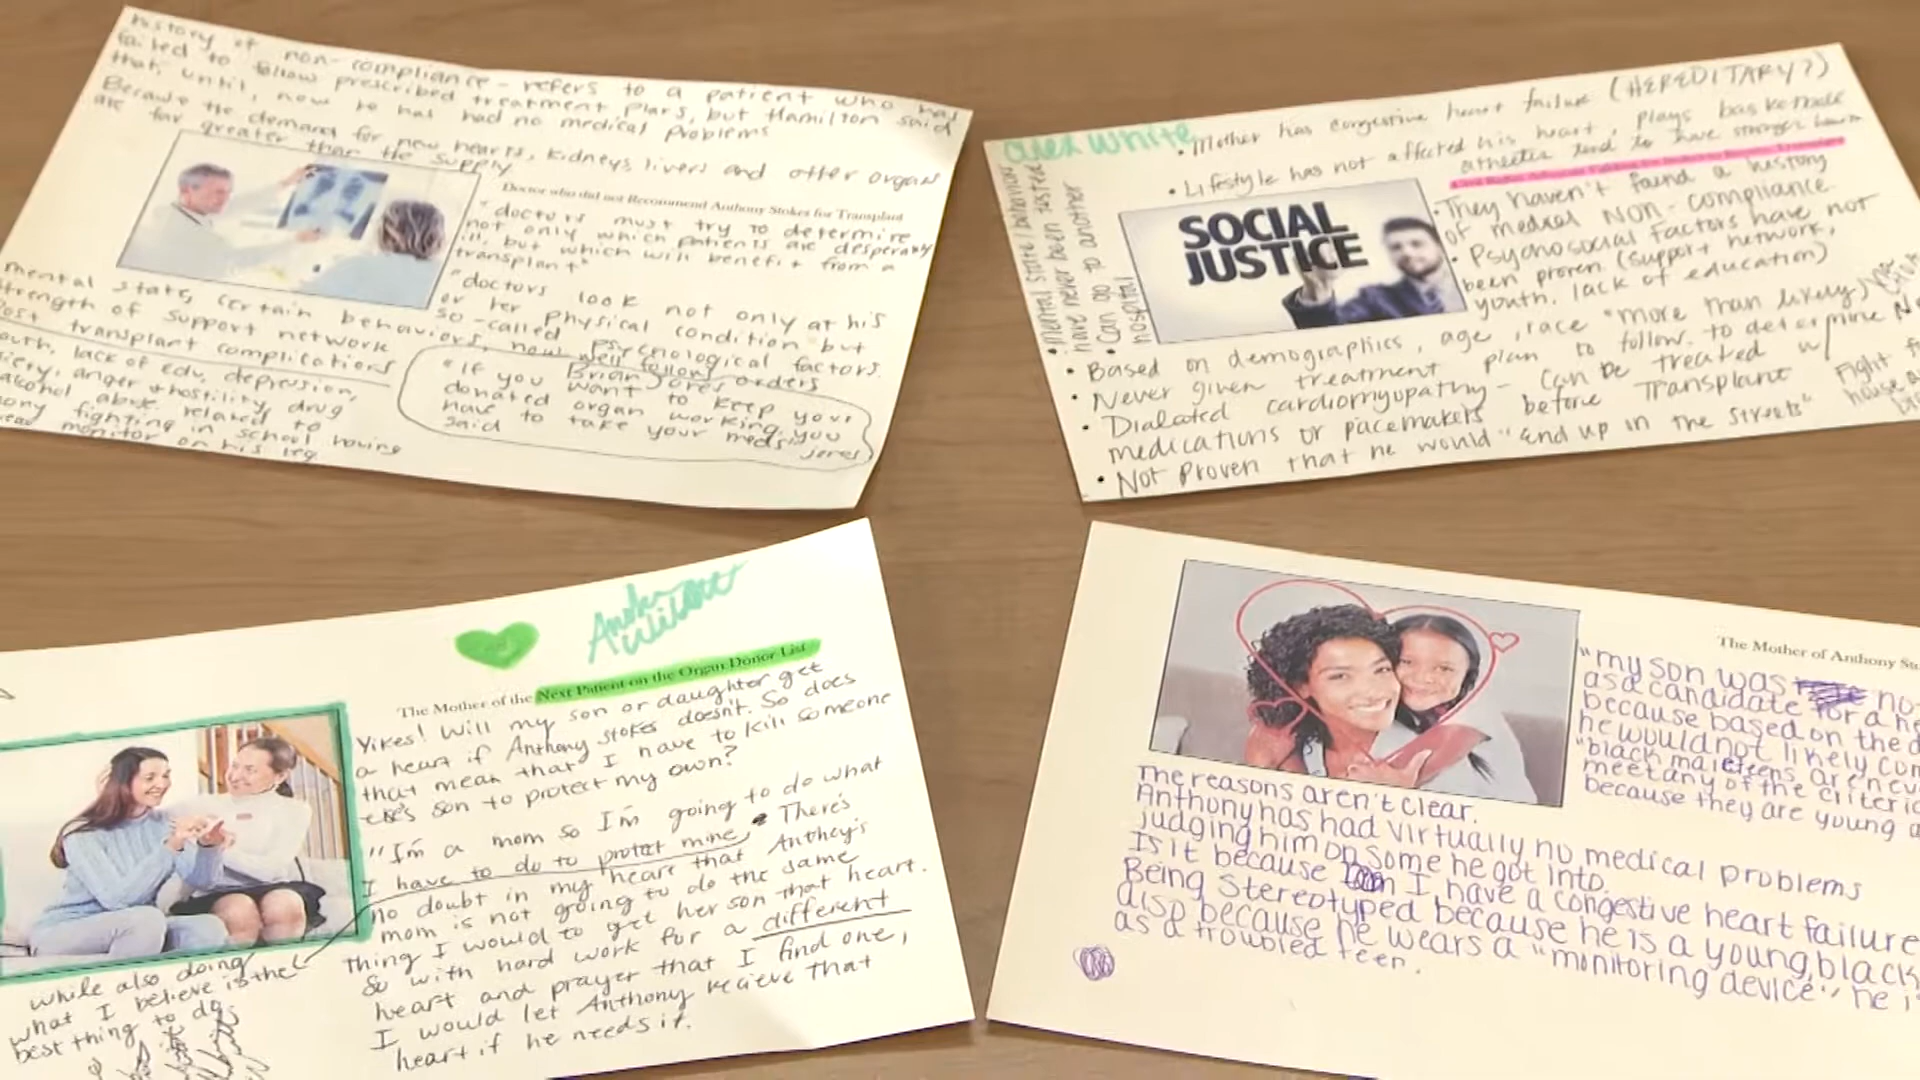 history of non-compliance - refers to a patient who has
failed to follow prescribed treatment plans, but Hamilton said
that, until, now he has had no medical problems
Because the demand for new hearts, kidneys, livers and other organs
are far greater than the supply
Doctor who did not Recommend Anthony Stokes for Transplant
"doctors must try to determine
not only which patients are desperately
ill, but which will benefit from a
transplant"
"doctors look not only at his
or her physical condition but
so-called psychological factors.
mental state, certain behaviors, how well follow orders
strength of support network
Post transplant complications
youth, lack of edu, depression,
anger + hostility, drug
alcohol abuse related to
fighting in school having
monitor on his leg
Brian Jones
"If you want to keep your
donated organ working, you
have to take your meds"
said Jones
alex white
• Mother has congestive heart failure (HEREDITARY?)
• Lifestyle has not affected his heart, plays basketball
athletes tend to have stronger hearts
• They haven't found a history
of medical non-compliance
• Psychosocial factors have not
been proven (support network,
youth, lack of education)
SOCIAL
JUSTICE
• mental state/behaviors
have never been tested
• Can go to another
hospital
• Based on demographics, age, race "more than likely)
• Never given treatment plan to follow. to determine
• Dialated cardiomyopathy - can be treated w/
medications or pacemakers before Transplant
• Not Proven that he would "end up in the streets"
Fight
house
The Mother of the Next Patient on the Organ Donor List
Yikes! Will my son or daughter get
a heart if Anthony Stokes doesn't. So does
that mean that I have to kill someone
else's son to protect my own?
"I'm a mom so I'm going to do what
I have to do to protect mine. There's
no doubt in my heart that Anthey's
mom is not going to do the same
thing I would to get her son that heart.
So with hard work for a different
heart and prayer that I find one,
I would let Anthony recieve that
heart if he needs it.
while also doing
what I believe is the
best thing to do
The Mother of Anthony
"my son was
as a candidate for a
because based on the
he would not likely
"black male teens are
meet any of the criteria
because they are young
The reasons aren't clear.
Anthony has had virtually no medical problems
judging him on some he got into.
Is it because I have a congestive heart failure
Being stereotyped because he is a young, black
also because he wears a "monitoring device", he
as a troubled teen.